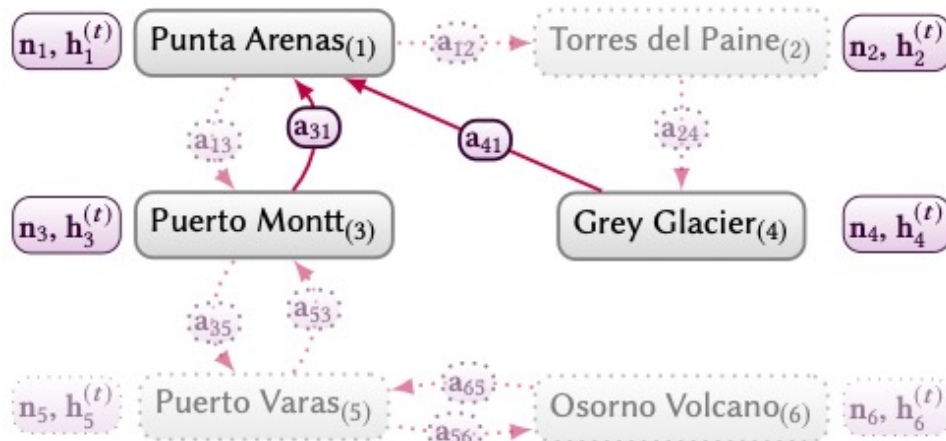 n₁, h₁⁽ᵗ⁾ Punta Arenas₍₁₎ a₁₂ Torres del Paine₍₂₎ n₂, h₂⁽ᵗ⁾
a₁₃ a₃₁ a₄₁ a₂₄
n₃, h₃⁽ᵗ⁾ Puerto Montt₍₃₎ Grey Glacier₍₄₎ n₄, h₄⁽ᵗ⁾
a₃₅ a₅₃
n₅, h₅⁽ᵗ⁾ Puerto Varas₍₅₎ a₆₅ Osorno Volcano₍₆₎ n₆, h₆⁽ᵗ⁾
a₅₆